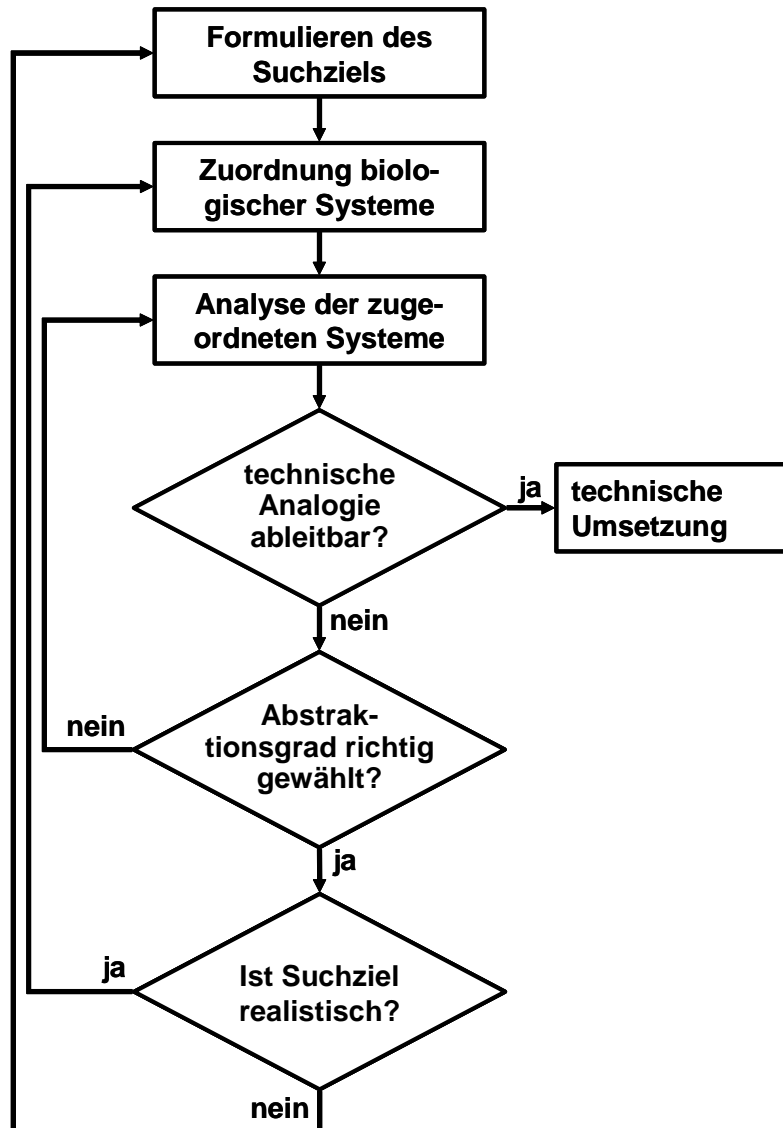 Formulieren des
Suchziels
Zuordnung biolo-
gischer Systeme
Analyse der zuge-
ordneten Systeme
technische
Analogie
ableitbar?
ja
technische
Umsetzung
nein
Abstrak-
tionsgrad richtig
gewählt?
nein
ja
Ist Suchziel
realistisch?
ja
nein